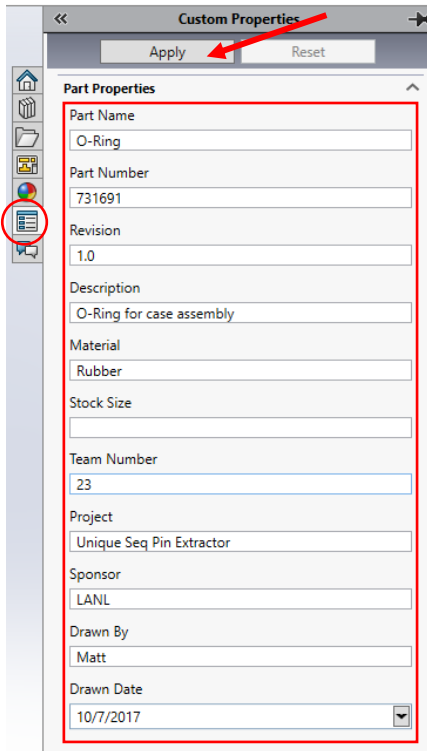 Custom Properties
Apply Reset
Part Properties
Part Name
O-Ring
Part Number
731691
Revision
1.0
Description
O-Ring for case assembly
Material
Rubber
Stock Size
Team Number
23
Project
Unique Seq Pin Extractor
Sponsor
LANL
Drawn By
Matt
Drawn Date
10/7/2017